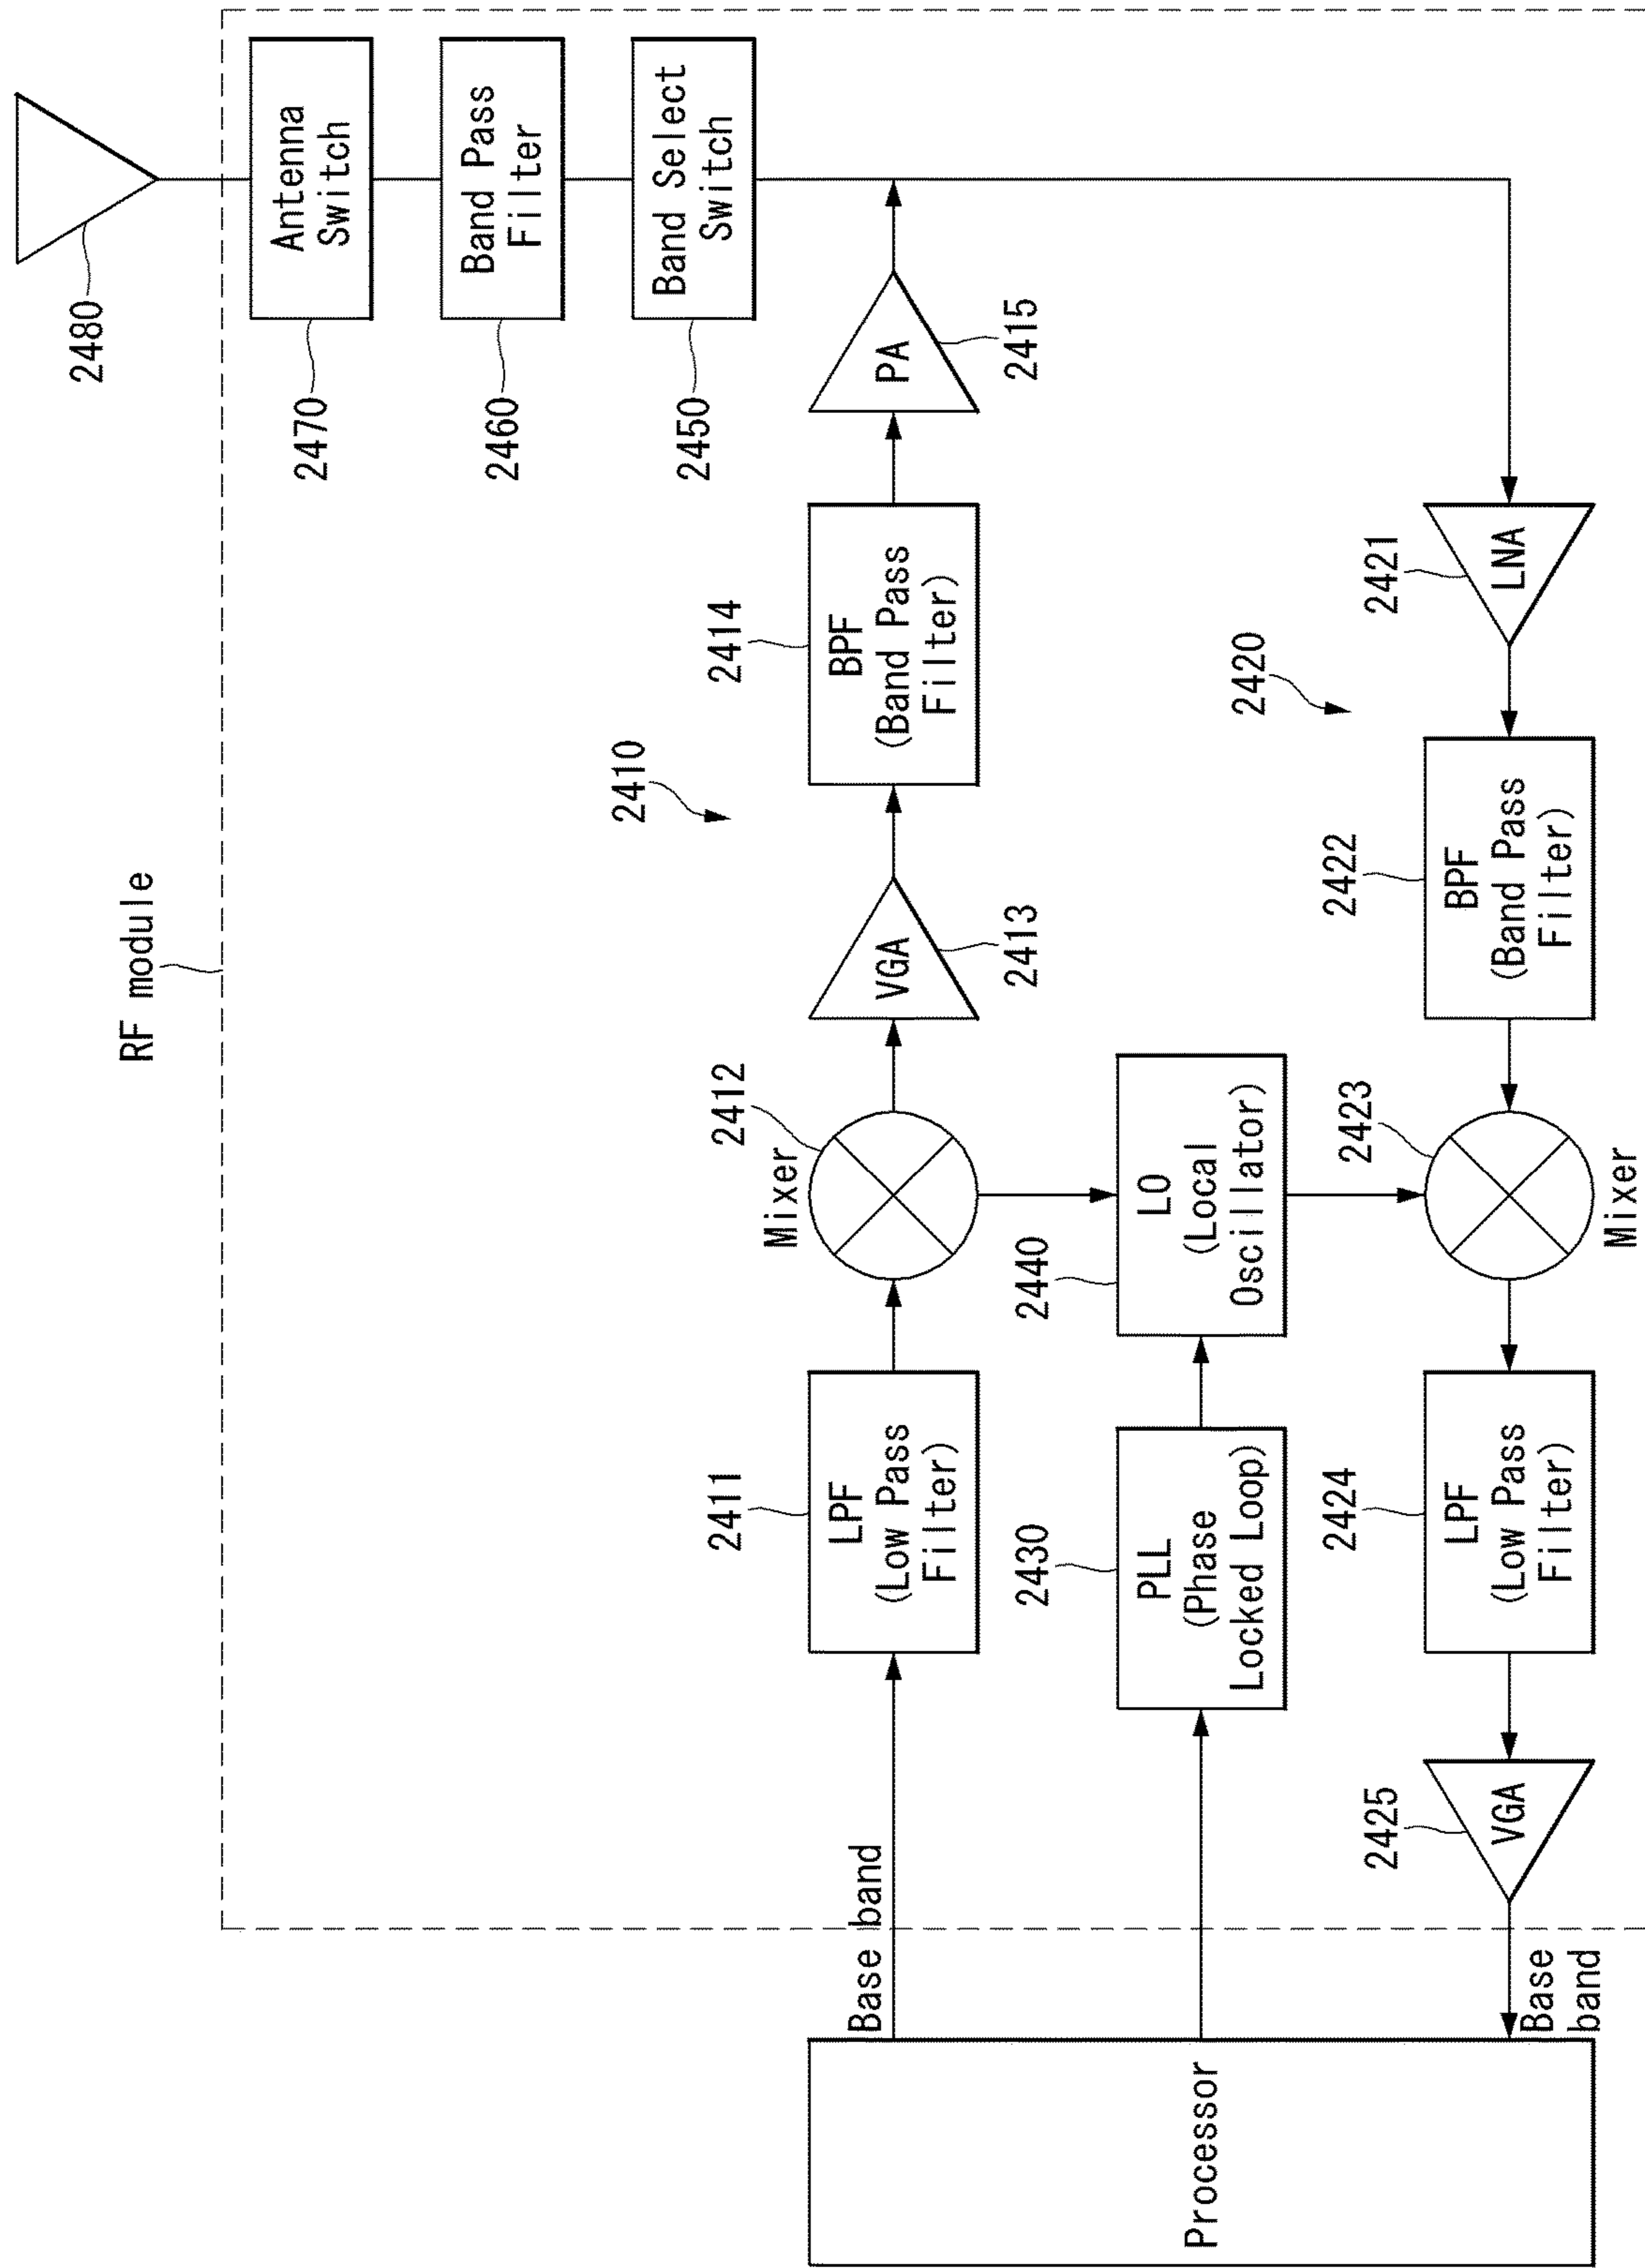 RF module
2480
Antenna
Switch
2470
Band Pass
Filter
2460
Band Select
Switch
2450
2410
2411
LPF
(Low Pass
Filter)
Mixer
2412
VGA
2413
2414
BPF
(Band Pass
Filter)
PA
2415
Base band
Processor
2430
PLL
(Phase
Locked Loop)
2440
LO
(Local
Oscillator)
2420
2421
LNA
2422
BPF
(Band Pass
Filter)
2423
Mixer
2424
LPF
(Low Pass
Filter)
2425
VGA
Base
band